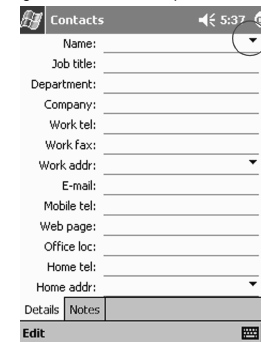 Contacts 5:37
Name:
Job title:
Department:
Company:
Work tel:
Work fax:
Work addr:
E-mail:
Mobile tel:
Web page:
Office loc:
Home tel:
Home addr:
Details Notes
Edit